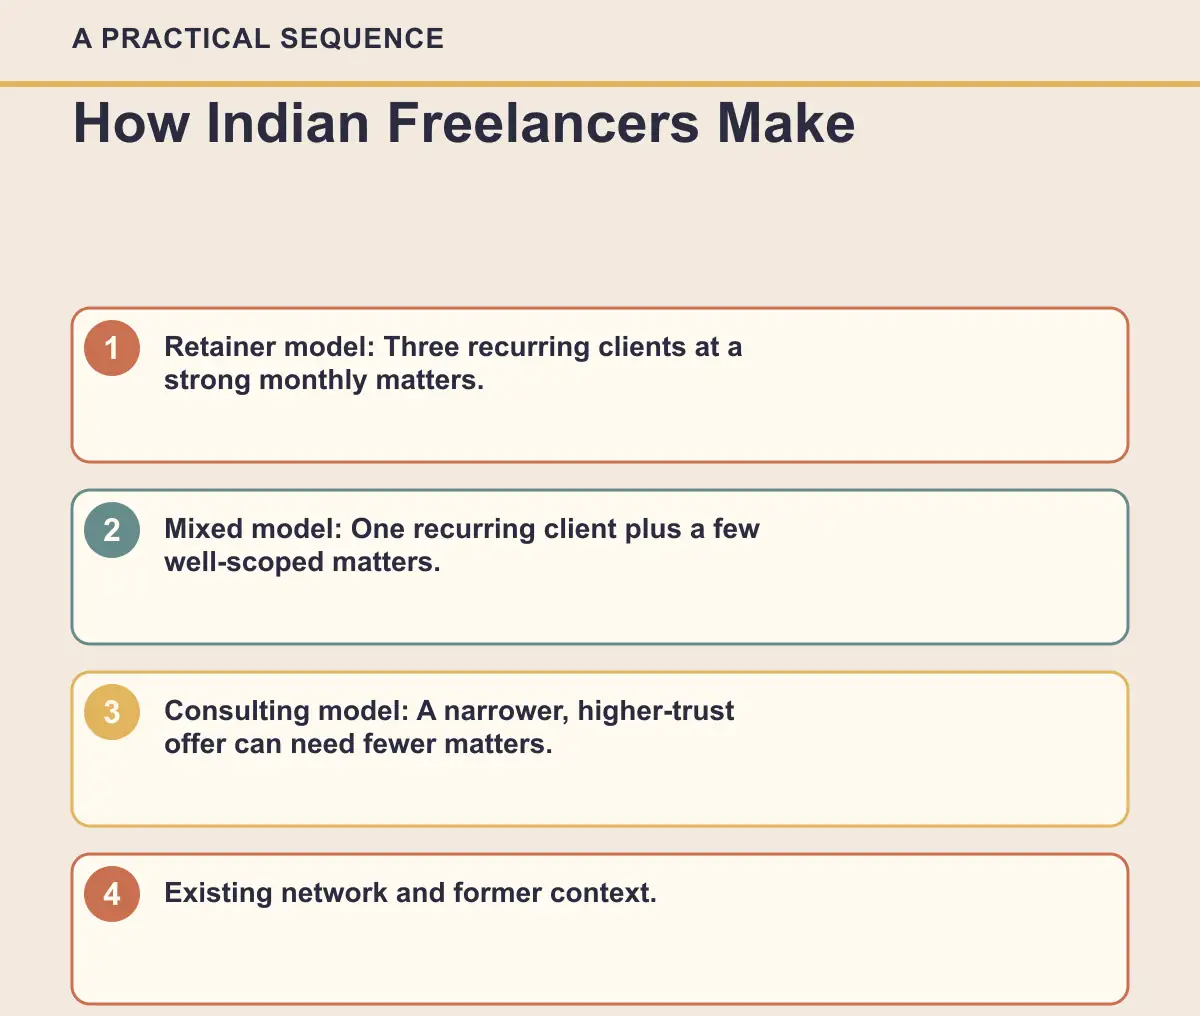 A PRACTICAL SEQUENCE
How Indian Freelancers Make
1
Retainer model: Three recurring clients at a
strong monthly matters.
2
Mixed model: One recurring client plus a few
well-scoped matters.
3
Consulting model: A narrower, higher-trust
offer can need fewer matters.
4
Existing network and former context.